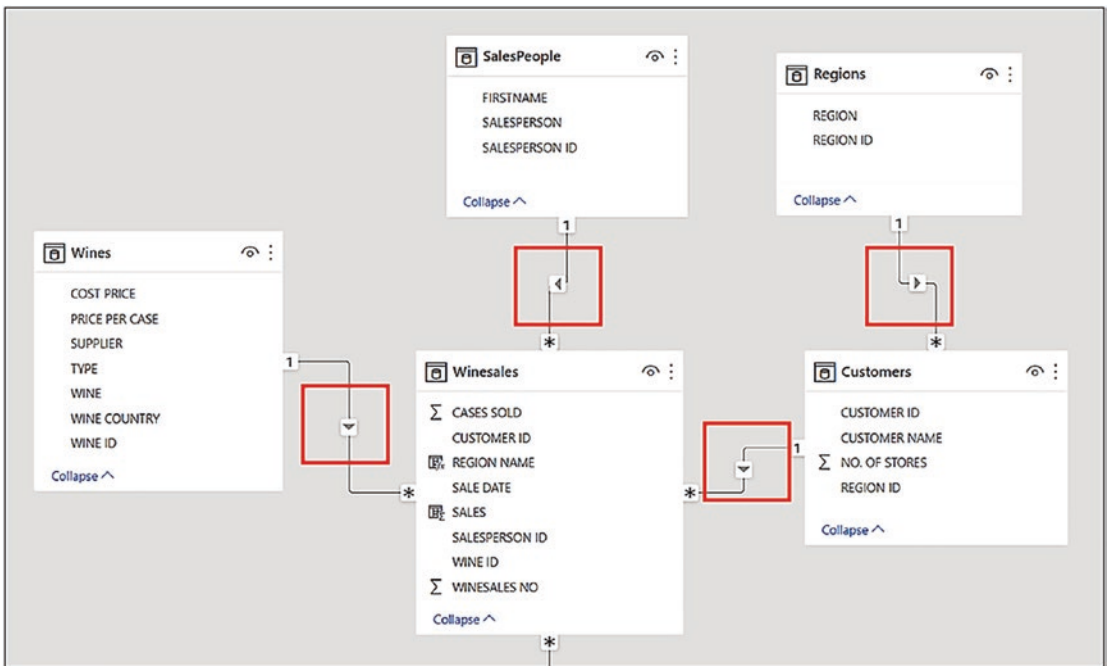 SalesPeople
FIRSTNAME
SALESPERSON
SALESPERSON ID
Collapse
1
Regions
REGION
REGION ID
Collapse
1
Wines
COST PRICE
PRICE PER CASE
SUPPLIER
TYPE
WINE
WINE COUNTRY
WINE ID
Collapse
1
*
*
Winesales
Σ CASES SOLD
CUSTOMER ID
REGION NAME
SALE DATE
SALES
SALESPERSON ID
WINE ID
Σ WINESALES NO
Collapse
*
*
1
*
Customers
CUSTOMER ID
CUSTOMER NAME
Σ NO. OF STORES
REGION ID
Collapse